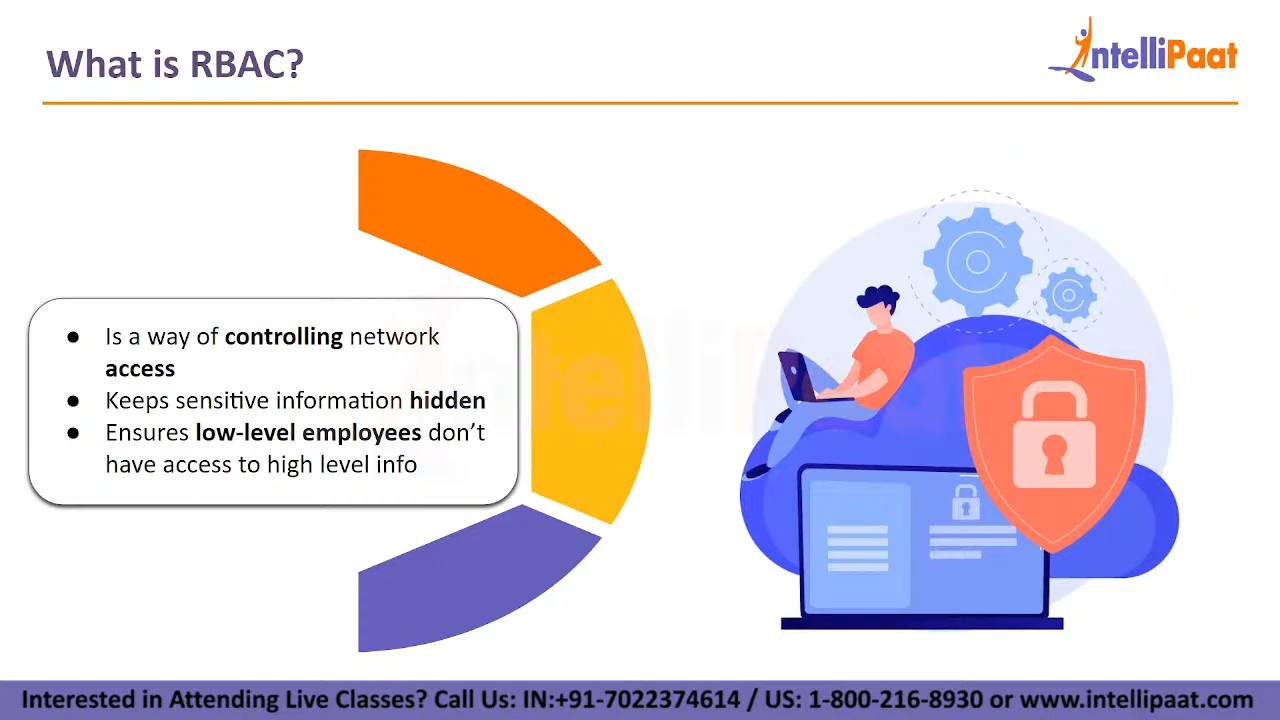 What is RBAC?
IntelliPaat
● Is a way of controlling network
access
● Keeps sensitive information hidden
● Ensures low-level employees don't
have access to high level info
Interested in Attending Live Classes? Call Us: IN:+91-7022374614 / US: 1-800-216-8930 or www.intellipaat.com